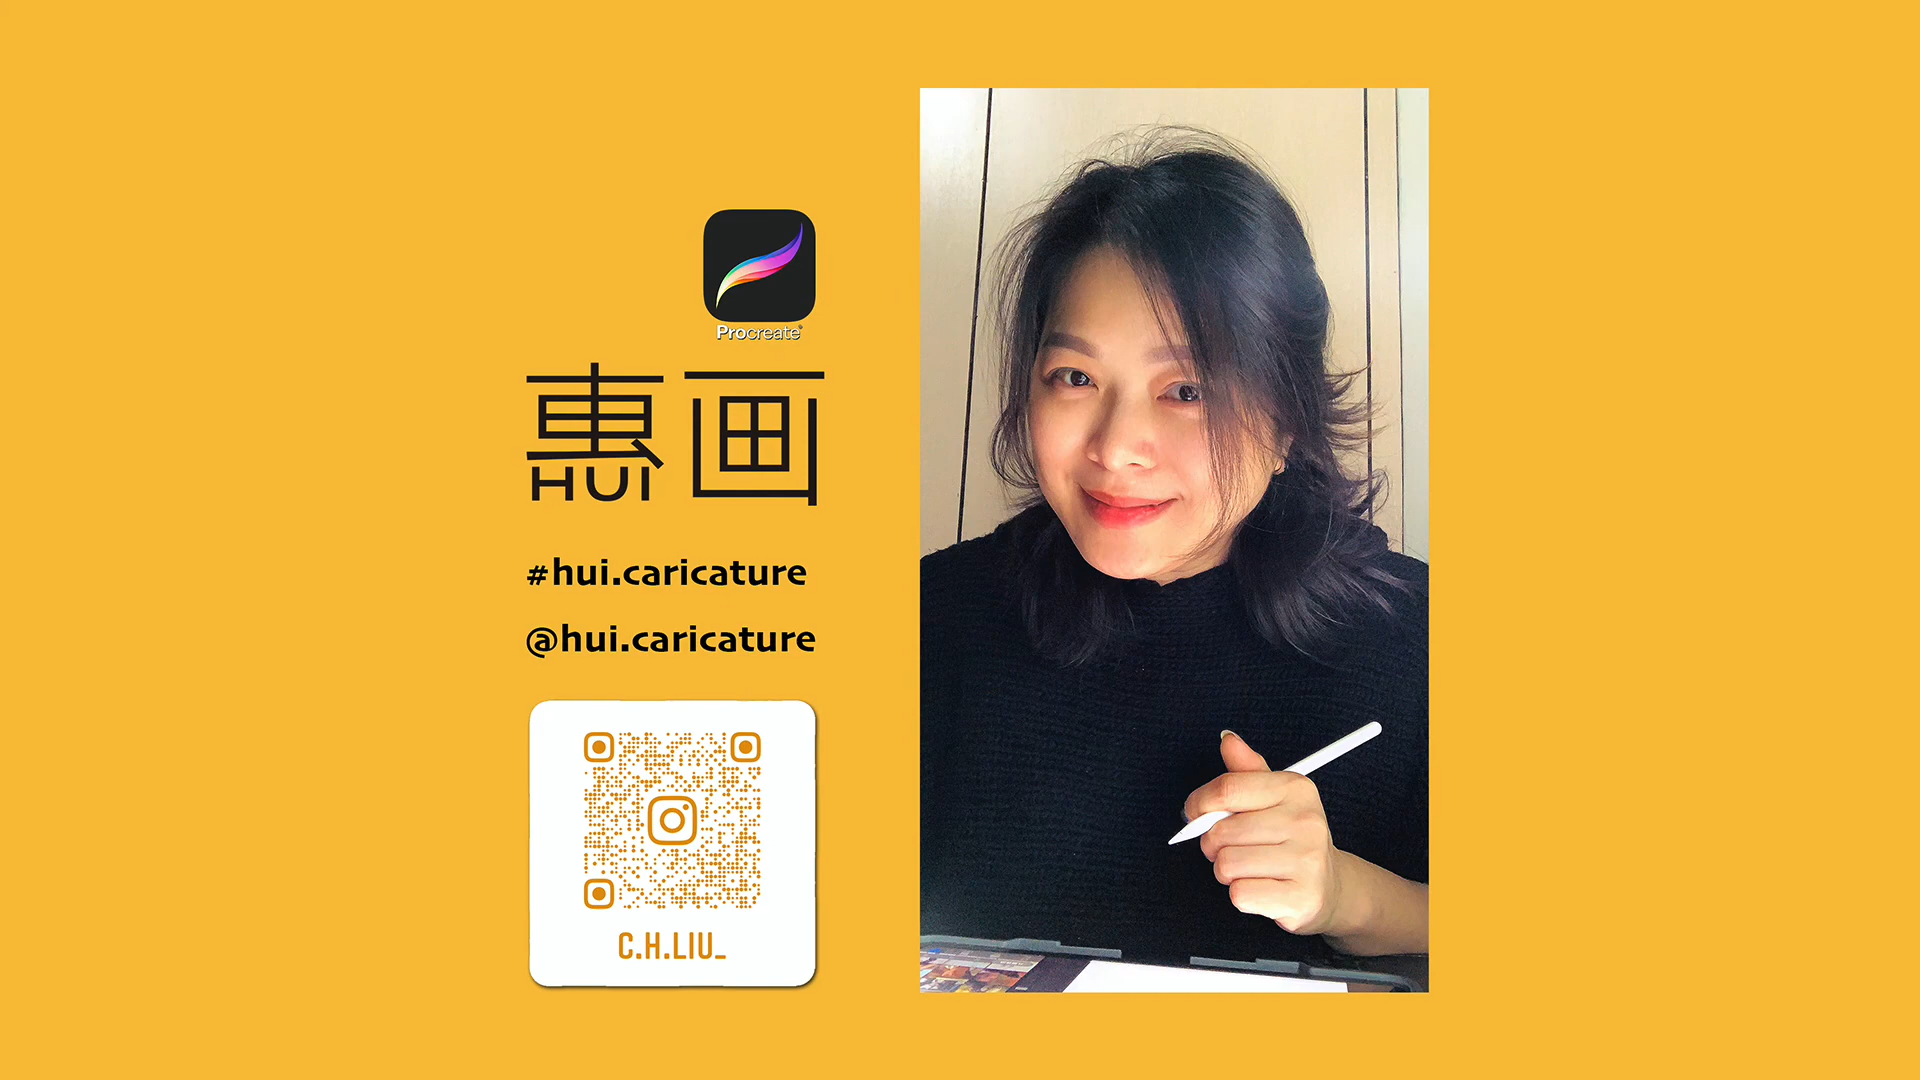 Procreate®
惠画
HUI
#hui.caricature
@hui.caricature
C.H.LIU_